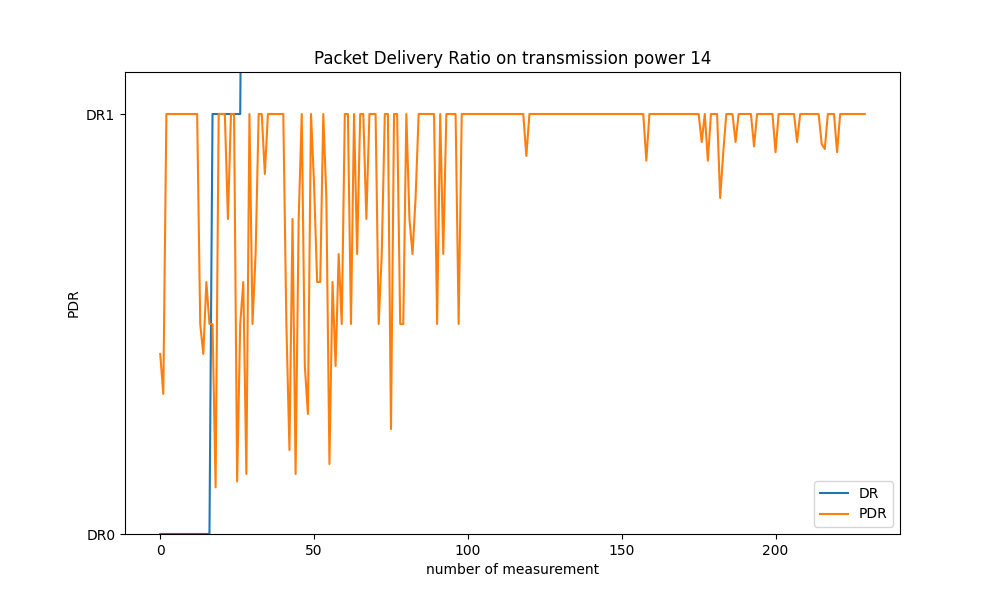 Packet Delivery Ratio on transmission power 14
DR1
PDR
DR0
0
50
100
150
200
number of measurement
DR
PDR